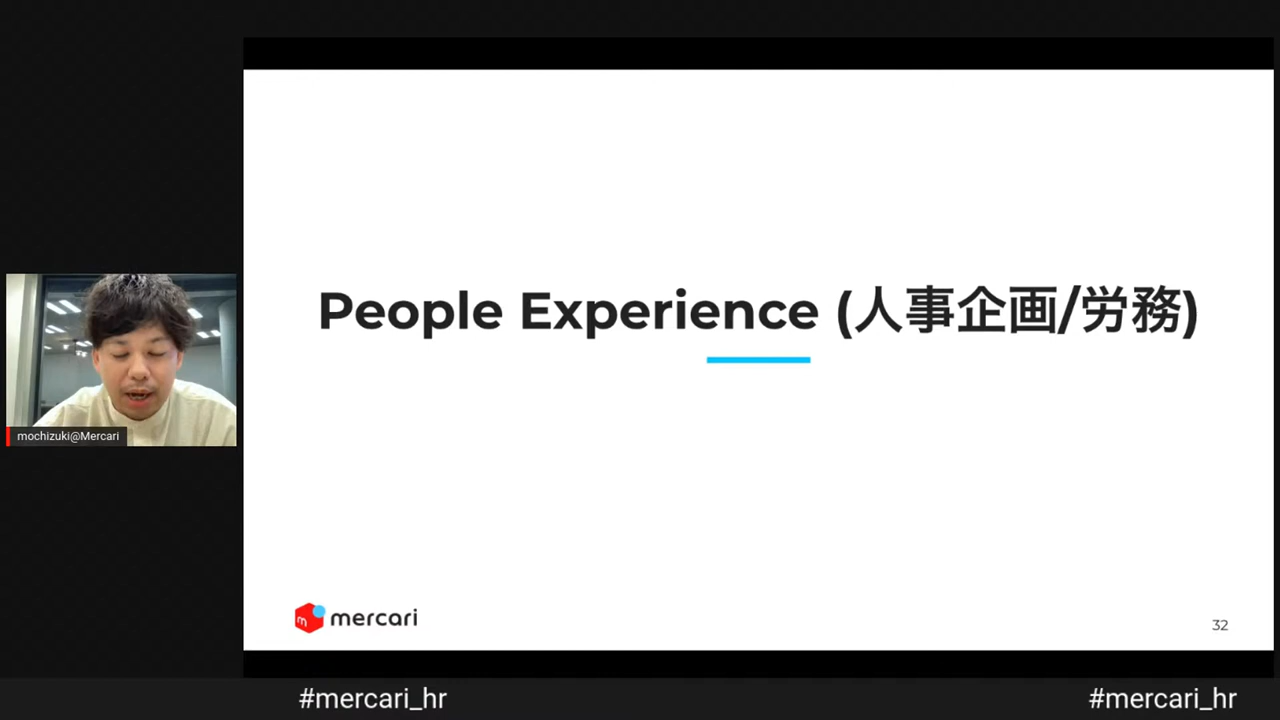 People Experience (人事企画/労務)
mochizuki@Mercari
m mercari
32
#mercari_hr
#mercari_hr